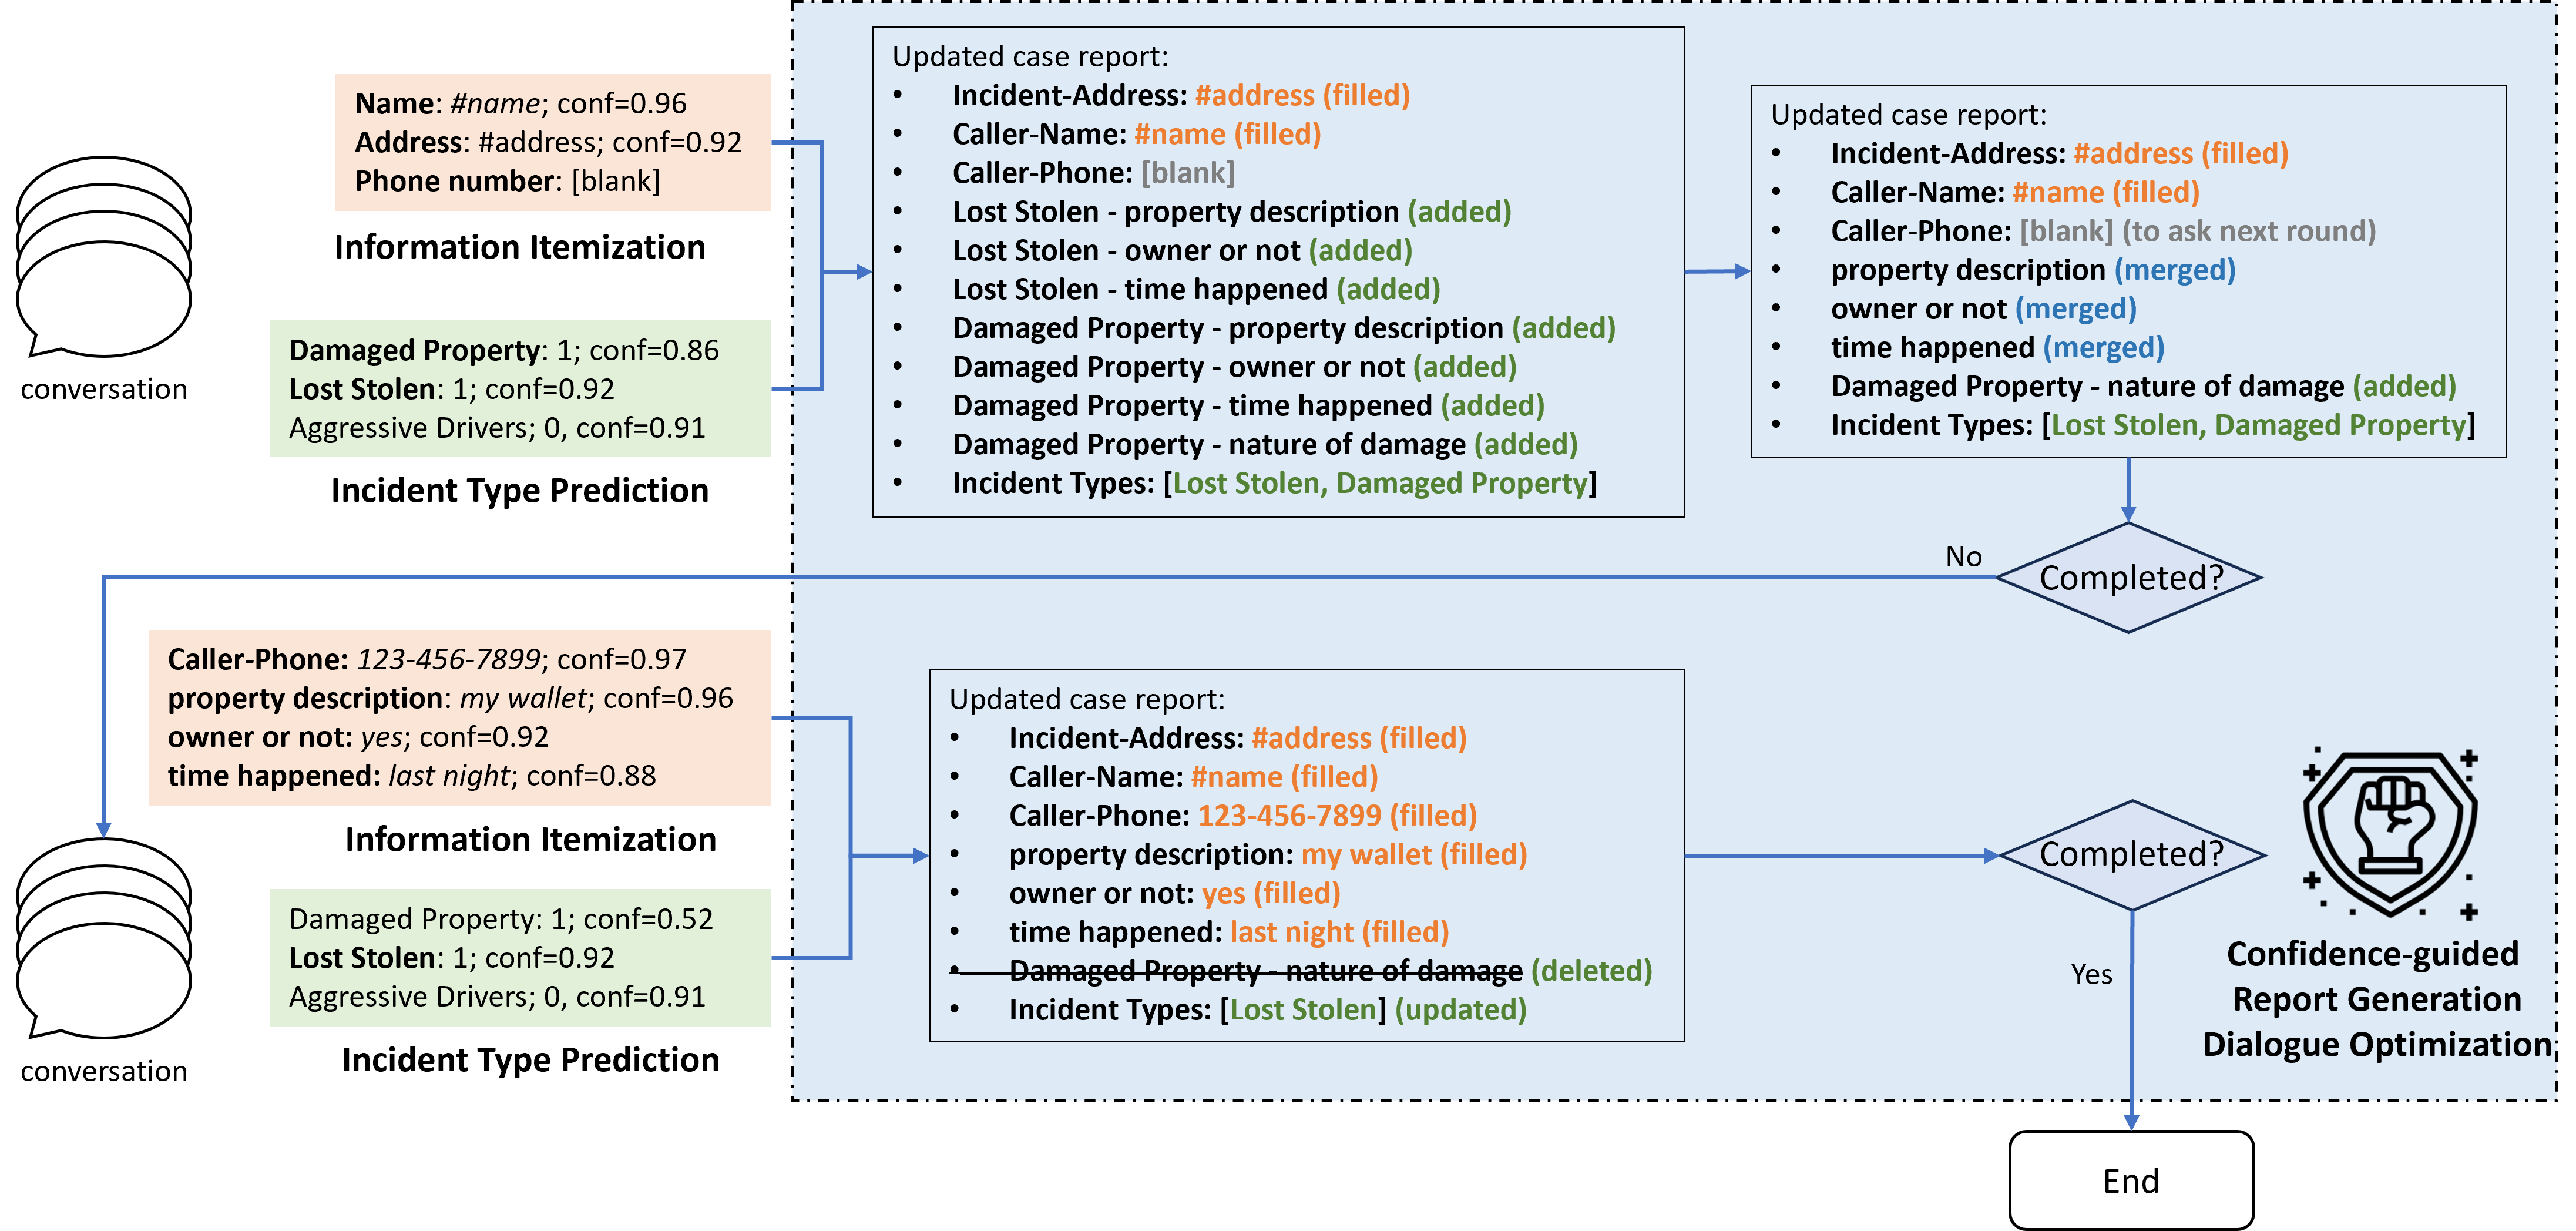 Name: #name; conf=0.96
Address: #address; conf=0.92
Phone number: [blank]
Information Itemization
conversation
Damaged Property: 1; conf=0.86
Lost Stolen: 1; conf=0.92
Aggressive Drivers; 0, conf=0.91
Incident Type Prediction
Updated case report:
• Incident-Address: #address (filled)
• Caller-Name: #name (filled)
• Caller-Phone: [blank]
• Lost Stolen - property description (added)
• Lost Stolen - owner or not (added)
• Lost Stolen - time happened (added)
• Damaged Property - property description (added)
• Damaged Property - owner or not (added)
• Damaged Property - time happened (added)
• Damaged Property - nature of damage (added)
• Incident Types: [Lost Stolen, Damaged Property]
Updated case report:
• Incident-Address: #address (filled)
• Caller-Name: #name (filled)
• Caller-Phone: [blank] (to ask next round)
• property description (merged)
• owner or not (merged)
• time happened (merged)
• Damaged Property - nature of damage (added)
• Incident Types: [Lost Stolen, Damaged Property]
Completed?
No
Caller-Phone: 123-456-7899; conf=0.97
property description: my wallet; conf=0.96
owner or not: yes; conf=0.92
time happened: last night; conf=0.88
Information Itemization
conversation
Damaged Property: 1; conf=0.52
Lost Stolen: 1; conf=0.92
Aggressive Drivers; 0, conf=0.91
Incident Type Prediction
Updated case report:
• Incident-Address: #address (filled)
• Caller-Name: #name (filled)
• Caller-Phone: 123-456-7899 (filled)
• property description: my wallet (filled)
• owner or not: yes (filled)
• time happened: last night (filled)
• Damaged Property - nature of damage (deleted)
• Incident Types: [Lost Stolen] (updated)
Completed?
Yes
Confidence-guided
Report Generation
Dialogue Optimization
End